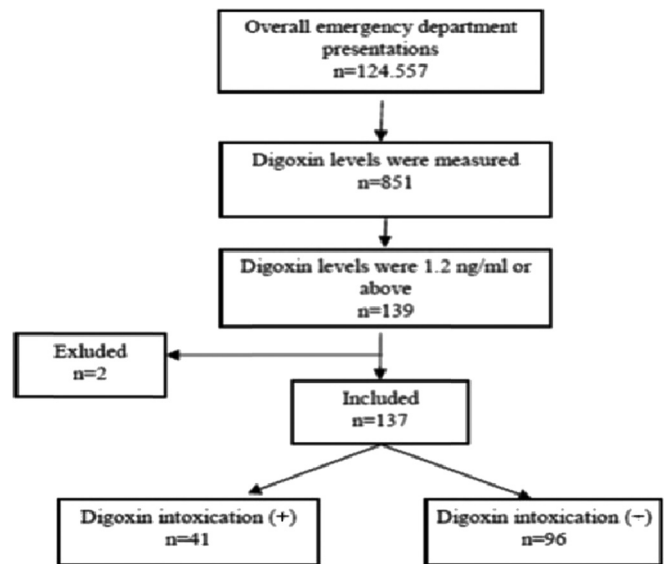 Overall emergency department
presentations
n=124.557
Digoxin levels were measured
n=851
Digoxin levels were 1.2 ng/ml or
above
n=139
Exluded
n=2
Included
n=137
Digoxin intoxication (+)
n=41
Digoxin intoxication (−)
n=96